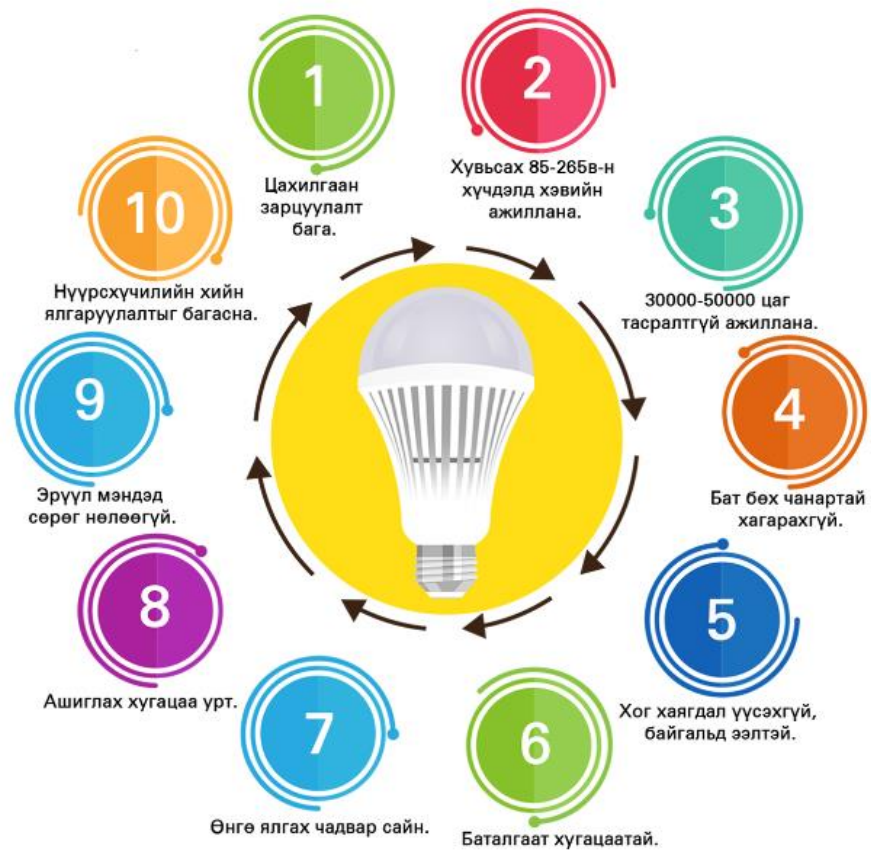 1
Цахилгаан
зарцуулалт
бага.
2
Хувьсах 85-265в-н
хүчдэлд хэвийн
ажиллана.
3
30000-50000 цаг
тасралтгүй ажиллана.
4
Бат бөх чанартай
хагарахгүй.
5
Хог хаягдал үүсэхгүй,
байгальд ээлтэй.
6
Баталгаат хугацаатай.
7
Өнгө ялгах чадвар сайн.
8
Ашиглах хугацаа урт.
9
Эрүүл мэндэд
сөрөг нөлөөгүй.
10
Нүүрсхүчилийн хийн
ялгаруулалтыг багасна.